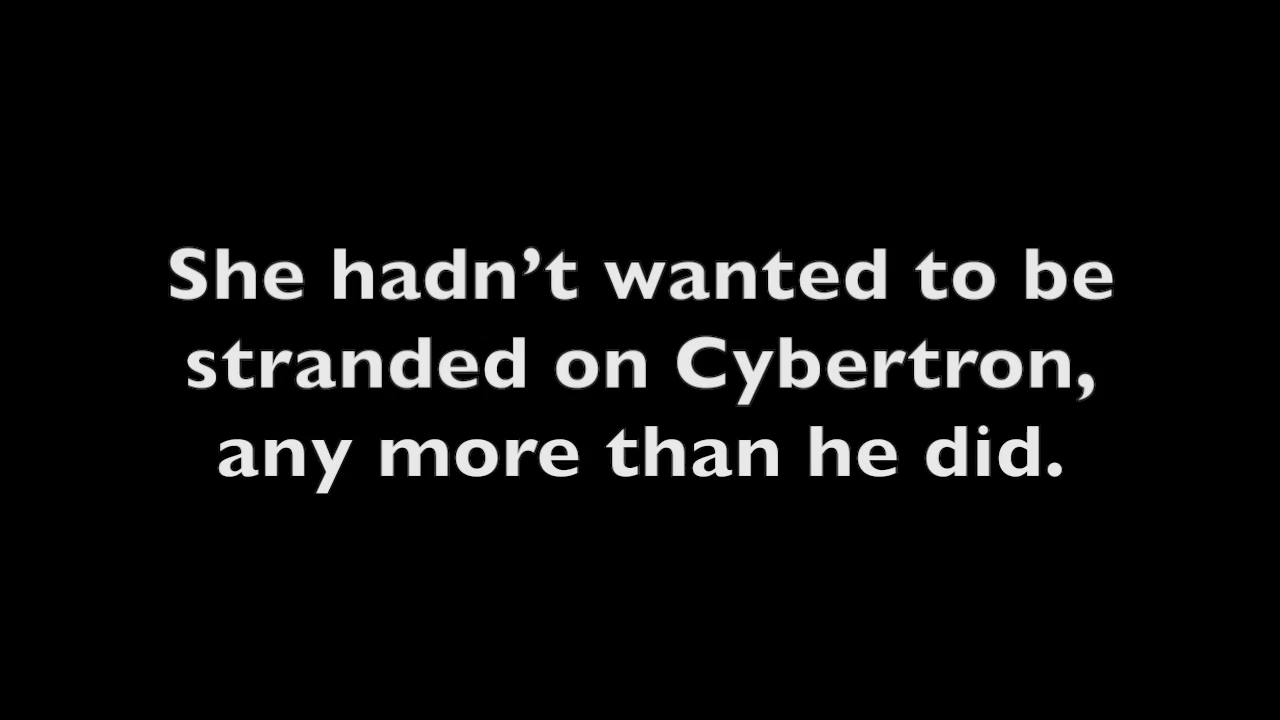 She hadn’t wanted to be
stranded on Cybertron,
any more than he did.